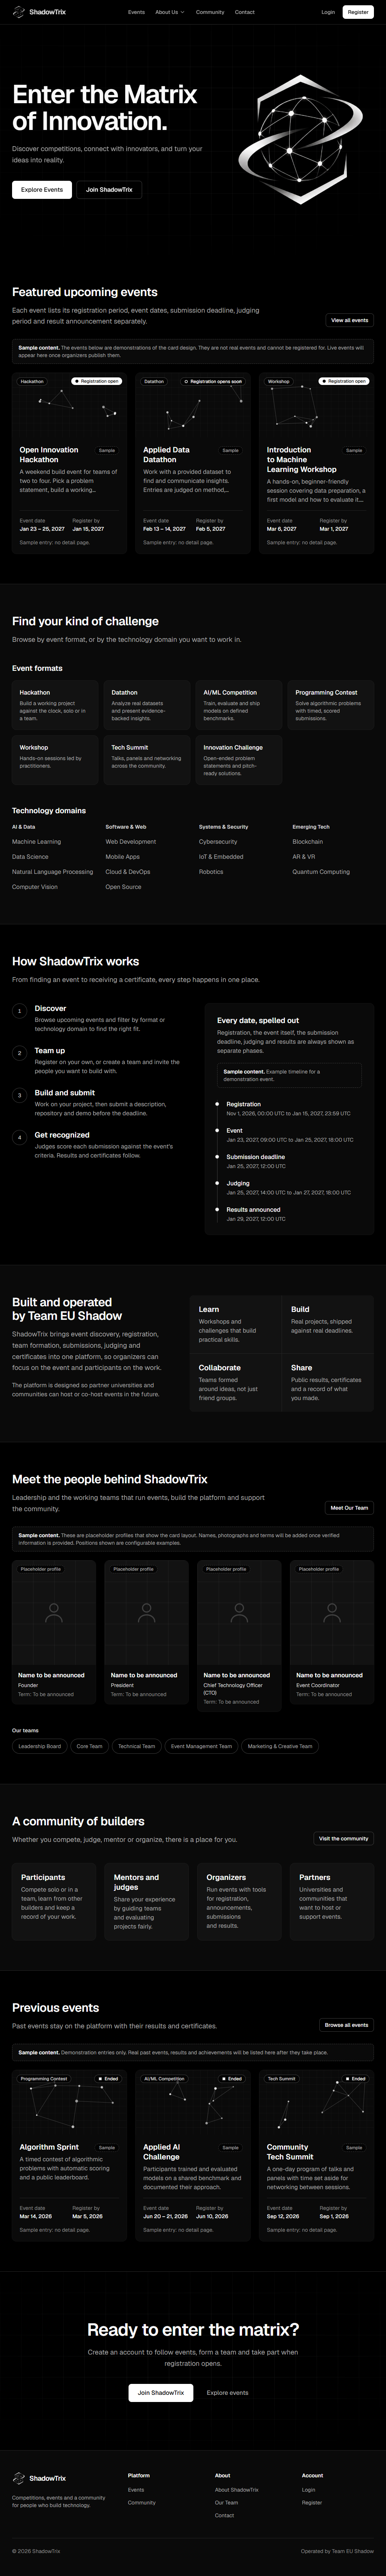 ShadowTrix
Events
About Us
Community
Contact
Login
Register
Enter the Matrix
of Innovation.
Discover competitions, connect with innovators, and turn your
ideas into reality.
Explore Events
Join ShadowTrix
Featured upcoming events
Each event lists its registration period, event dates, submission deadline, judging
period and result announcement separately.
View all events
Sample content. The events below are demonstrations of the card design. They are not real events and cannot be registered for. Live events will
appear here once organizers publish them.
Hackathon
Registration open
Open Innovation
Hackathon
Sample
A weekend build event for teams of
two to four. Pick a problem
statement, build a working…
Event date
Register by
Jan 23 – 25, 2027
Jan 15, 2027
Sample entry: no detail page.
Datathon
Registration opens soon
Applied Data
Datathon
Sample
Work with a provided dataset to
find and communicate insights.
Entries are judged on method,…
Event date
Register by
Feb 13 – 14, 2027
Feb 5, 2027
Sample entry: no detail page.
Workshop
Registration open
Introduction
to Machine
Learning Workshop
Sample
A hands-on, beginner-friendly
session covering data preparation, a
first model and how to evaluate it.…
Event date
Register by
Mar 6, 2027
Mar 1, 2027
Sample entry: no detail page.
Find your kind of challenge
Browse by event format, or by the technology domain you want to work in.
Event formats
Hackathon
Build a working project
against the clock, solo or in
a team.
Datathon
Analyze real datasets
and present evidence-
backed insights.
AI/ML Competition
Train, evaluate and ship
models on defined
benchmarks.
Programming Contest
Solve algorithmic problems
with timed, scored
submissions.
Workshop
Hands-on sessions led by
practitioners.
Tech Summit
Talks, panels and networking
across the community.
Innovation Challenge
Open-ended problem
statements and pitch-
ready solutions.
Technology domains
AI & Data
Machine Learning
Data Science
Natural Language Processing
Computer Vision
Software & Web
Web Development
Mobile Apps
Cloud & DevOps
Open Source
Systems & Security
Cybersecurity
IoT & Embedded
Robotics
Emerging Tech
Blockchain
AR & VR
Quantum Computing
How ShadowTrix works
From finding an event to receiving a certificate, every step happens in one place.
1
Discover
Browse upcoming events and filter by format or
technology domain to find the right fit.
2
Team up
Register on your own, or create a team and invite the
people you want to build with.
3
Build and submit
Work on your project, then submit a description,
repository and demo before the deadline.
4
Get recognized
Judges score each submission against the event's
criteria. Results and certificates follow.
Every date, spelled out
Registration, the event itself, the submission
deadline, judging and results are always shown as
separate phases.
Sample content. Example timeline for a
demonstration event.
Registration
Nov 1, 2026, 00:00 UTC to Jan 15, 2027, 23:59 UTC
Event
Jan 23, 2027, 09:00 UTC to Jan 25, 2027, 18:00 UTC
Submission deadline
Jan 25, 2027, 12:00 UTC
Judging
Jan 25, 2027, 14:00 UTC to Jan 27, 2027, 18:00 UTC
Results announced
Jan 29, 2027, 12:00 UTC
Built and operated
by Team EU Shadow
ShadowTrix brings event discovery, registration,
team formation, submissions, judging and
certificates into one platform, so organizers can
focus on the event and participants on the work.
The platform is designed so partner universities and
communities can host or co-host events in the future.
Learn
Workshops and
challenges that build
practical skills.
Build
Real projects, shipped
against real deadlines.
Collaborate
Teams formed
around ideas, not just
friend groups.
Share
Public results, certificates
and a record of what
you made.
Meet the people behind ShadowTrix
Leadership and the working teams that run events, build the platform and support
the community.
Meet Our Team
Sample content. These are placeholder profiles that show the card layout. Names, photographs and terms will be added once verified
information is provided. Positions shown are configurable examples.
Placeholder profile
Name to be announced
Founder
Term: To be announced
Placeholder profile
Name to be announced
President
Term: To be announced
Placeholder profile
Name to be announced
Chief Technology Officer
(CTO)
Term: To be announced
Placeholder profile
Name to be announced
Event Coordinator
Term: To be announced
Our teams
Leadership Board
Core Team
Technical Team
Event Management Team
Marketing & Creative Team
A community of builders
Whether you compete, judge, mentor or organize, there is a place for you.
Visit the community
Participants
Compete solo or in a
team, learn from other
builders and keep a
record of your work.
Mentors and
judges
Share your experience
by guiding teams
and evaluating
projects fairly.
Organizers
Run events with tools
for registration,
announcements,
submissions
and results.
Partners
Universities and
communities that
want to host or
support events.
Previous events
Past events stay on the platform with their results and certificates.
Browse all events
Sample content. Demonstration entries only. Real past events, results and achievements will be listed here after they take place.
Programming Contest
Ended
Algorithm Sprint
Sample
A timed contest of algorithmic
problems with automatic scoring
and a public leaderboard.
Event date
Register by
Mar 14, 2026
Mar 5, 2026
Sample entry: no detail page.
AI/ML Competition
Ended
Applied AI
Challenge
Sample
Participants trained and evaluated
models on a shared benchmark and
documented their approach.
Event date
Register by
Jun 20 – 21, 2026
Jun 10, 2026
Sample entry: no detail page.
Tech Summit
Ended
Community
Tech Summit
Sample
A one-day program of talks and
panels with time set aside for
networking between sessions.
Event date
Register by
Sep 12, 2026
Sep 1, 2026
Sample entry: no detail page.
Ready to enter the matrix?
Create an account to follow events, form a team and take part when
registration opens.
Join ShadowTrix
Explore events
ShadowTrix
Competitions, events and a community
for people who build technology.
Platform
Events
Community
About
About ShadowTrix
Our Team
Contact
Account
Login
Register
© 2026 ShadowTrix
Operated by Team EU Shadow